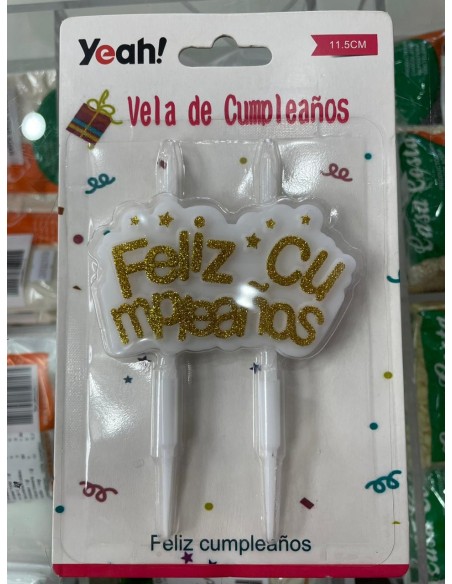 Yeah!
11.5CM
Vela de Cumpleaños
Feliz cu
mpleaños
Feliz cumpleaños